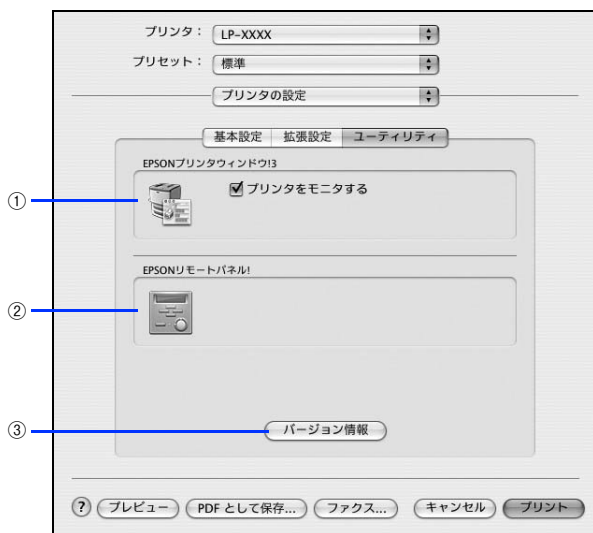 プリンタ： LP-XXXX
プリセット： 標準
プリンタの設定
基本設定 拡張設定 ユーティリティ
EPSONプリンタウィンドウ!3
① プリンタをモニタする
EPSONリモートパネル!
②
③ バージョン情報
? プレビュー PDF として保存... ファクス... キャンセル プリント